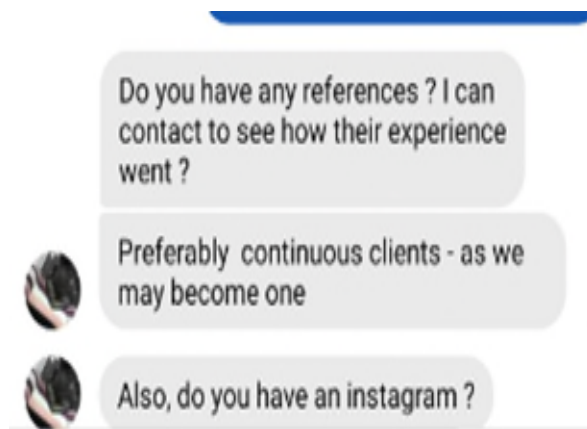 Do you have any references ? I can
contact to see how their experience
went ?
Preferably continuous clients - as we
may become one
Also, do you have an instagram ?